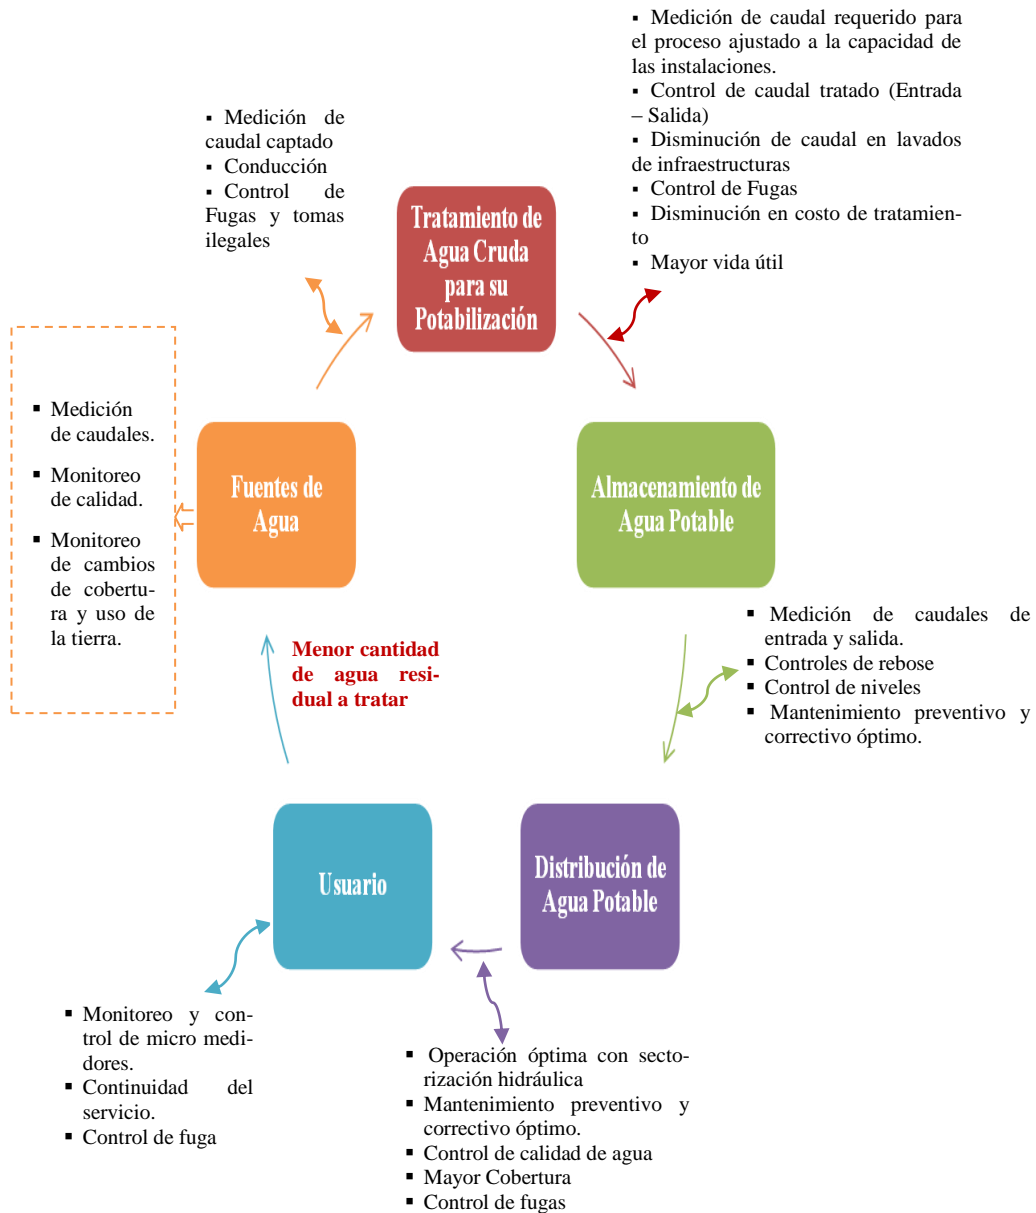 ▪ Medición de caudal requerido para
el proceso ajustado a la capacidad de
las instalaciones.
▪ Control de caudal tratado (Entrada
– Salida)
▪ Disminución de caudal en lavados
de infraestructuras
▪ Control de Fugas
▪ Disminución en costo de tratamien-
to
▪ Mayor vida útil
▪ Medición de
caudal captado
▪ Conducción
▪ Control de
Fugas y tomas
ilegales
Tratamiento de
Agua Cruda
para su
Potabilización
▪ Medición
de caudales.
▪ Monitoreo
de calidad.
▪ Monitoreo
de cambios
de cobertu-
ra y uso de
la tierra.
Fuentes de
Agua
Almacenamiento de
Agua Potable
Menor cantidad
de agua resi-
dual a tratar
▪ Medición de caudales de
entrada y salida.
▪ Controles de rebose
▪ Control de niveles
▪ Mantenimiento preventivo y
correctivo óptimo.
Usuario
Distribución de
Agua Potable
▪ Monitoreo y con-
trol de micro medi-
dores.
▪ Continuidad del
servicio.
▪ Control de fuga
▪ Operación óptima con secto-
rización hidráulica
▪ Mantenimiento preventivo y
correctivo óptimo.
▪ Control de calidad de agua
▪ Mayor Cobertura
▪ Control de fugas